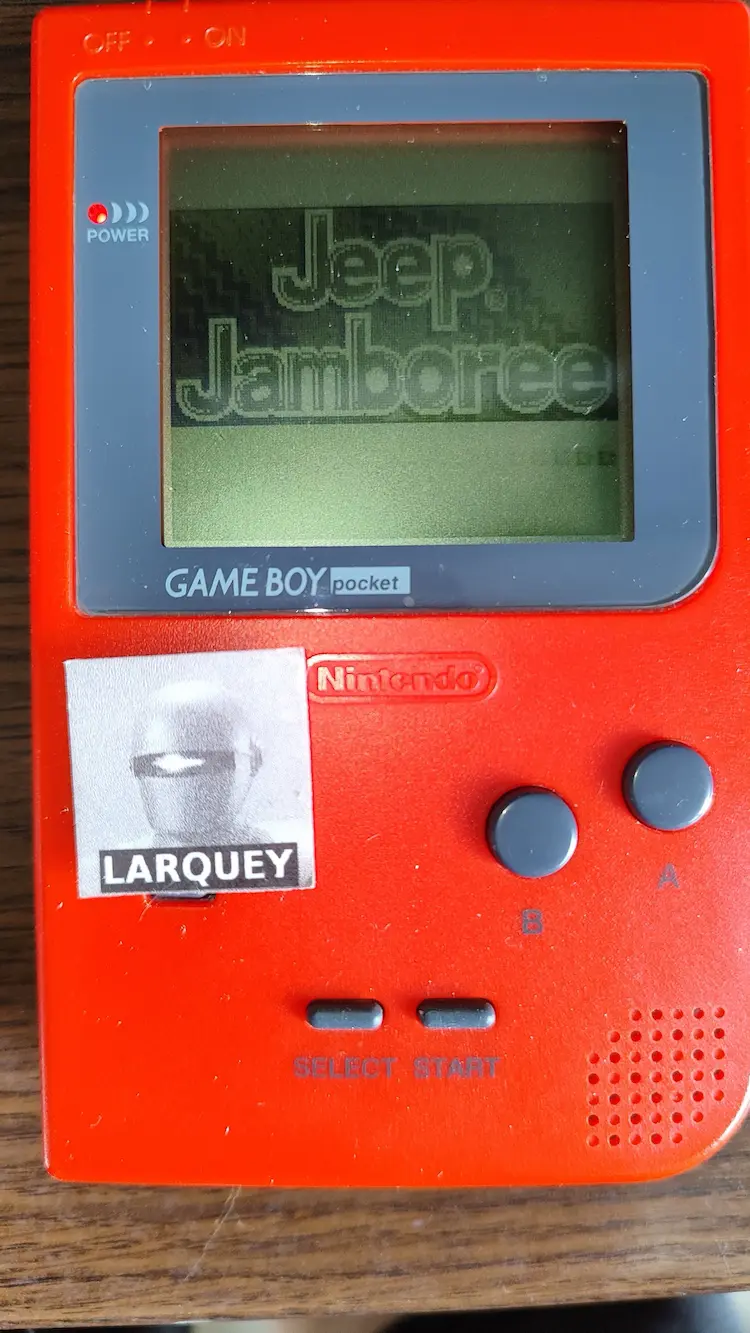 OFF ON
POWER
Jeep®
Jamboree
GAME BOY pocket
Nintendo®
LARQUEY
A
B
SELECT START